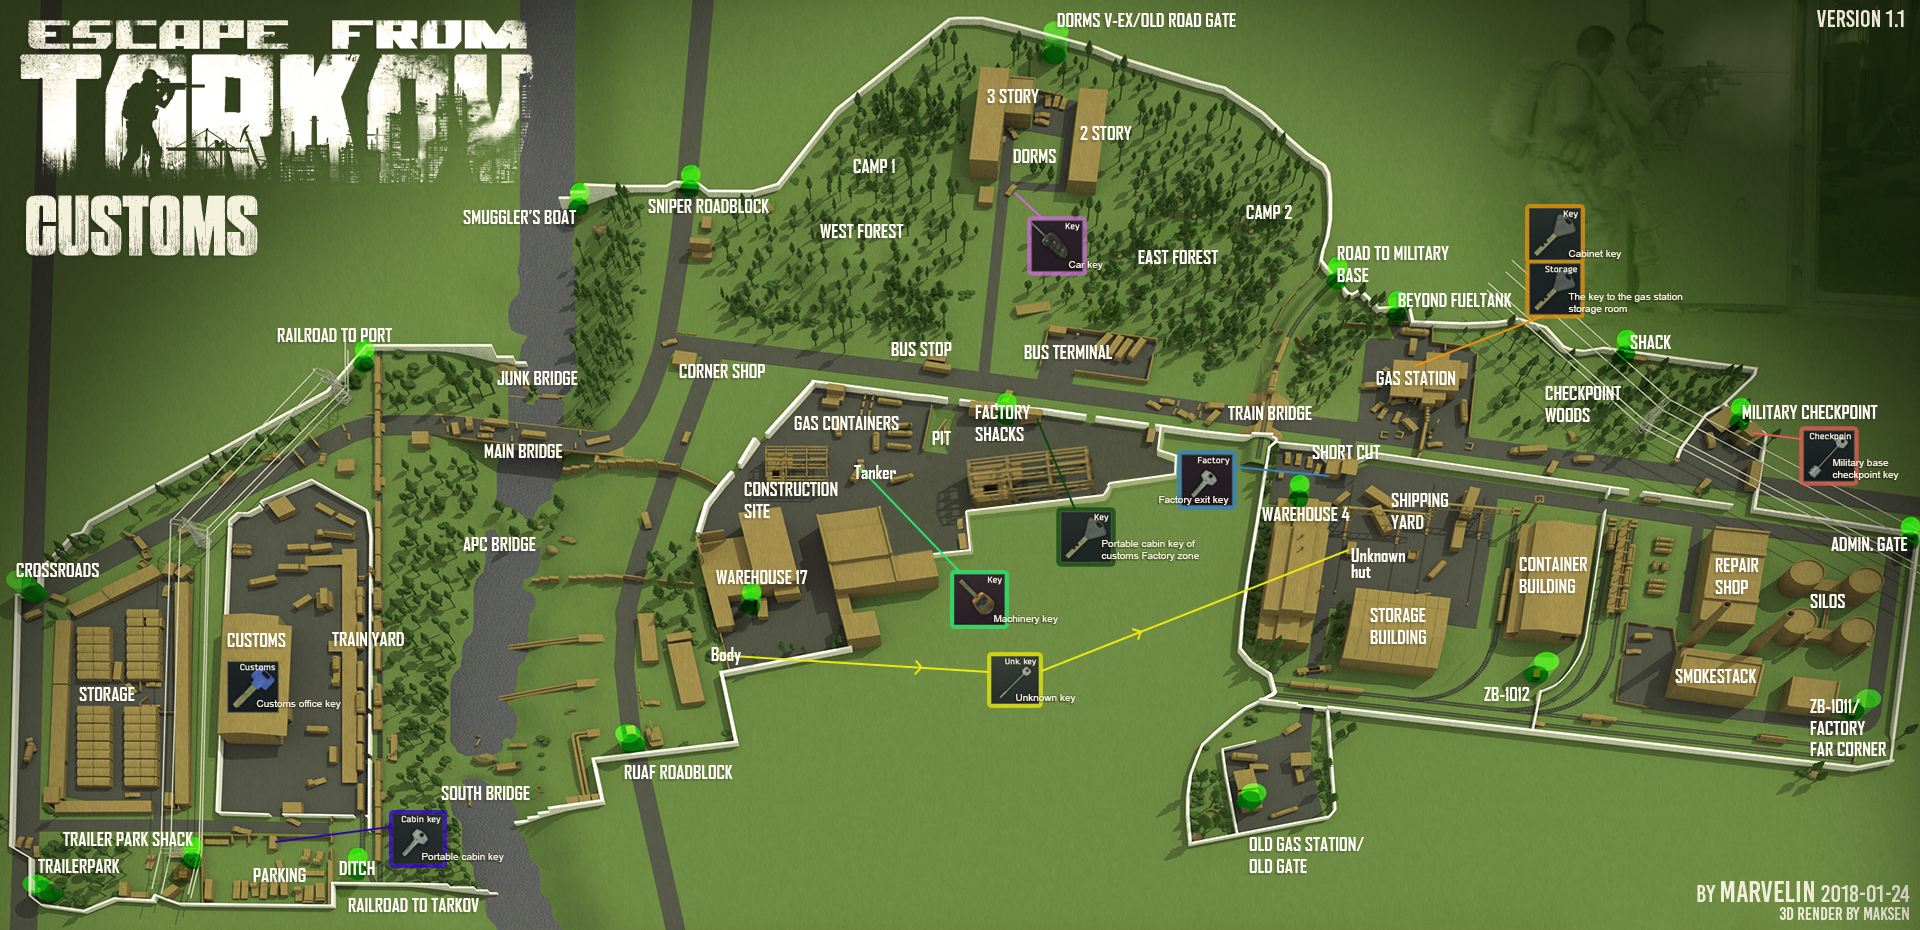 ESCAPE FROM
TARKOV
CUSTOMS
VERSION 1.1
DORMS V-EX/OLD ROAD GATE
3 STORY
2 STORY
DORMS
CAMP 1
SMUGGLER'S BOAT
SNIPER ROADBLOCK
WEST FOREST
CAMP 2
EAST FOREST
Key
Car key
ROAD TO MILITARY
BASE
BEYOND FUELTANK
Key
Cabinet key
Storage
The key to the gas station
storage room
SHACK
RAILROAD TO PORT
JUNK BRIDGE
CORNER SHOP
BUS STOP
BUS TERMINAL
GAS STATION
CHECKPOINT
WOODS
MILITARY CHECKPOINT
Checkpoin
Military base
checkpoint key
MAIN BRIDGE
GAS CONTAINERS
PIT
FACTORY
SHACKS
TRAIN BRIDGE
SHORT CUT
Tanker
CONSTRUCTION
SITE
Factory
Factory exit key
WAREHOUSE 4
SHIPPING
YARD
ADMIN. GATE
APC BRIDGE
Key
Portable cabin key of
customs Factory zone
Unknown
hut
CONTAINER
BUILDING
REPAIR
SHOP
SILOS
CROSSROADS
WAREHOUSE 17
Key
Machinery key
STORAGE
BUILDING
CUSTOMS
TRAIN YARD
Customs
Customs office key
STORAGE
Body
Unk. key
Unknown key
ZB-1012
SMOKESTACK
ZB-1011/
FACTORY
FAR CORNER
RUAF ROADBLOCK
SOUTH BRIDGE
Cabin key
Portable cabin key
TRAILER PARK SHACK
TRAILERPARK
PARKING
DITCH
RAILROAD TO TARKOV
OLD GAS STATION/
OLD GATE
BY MARVELIN 2018-01-24
3D RENDER BY MAKSEN